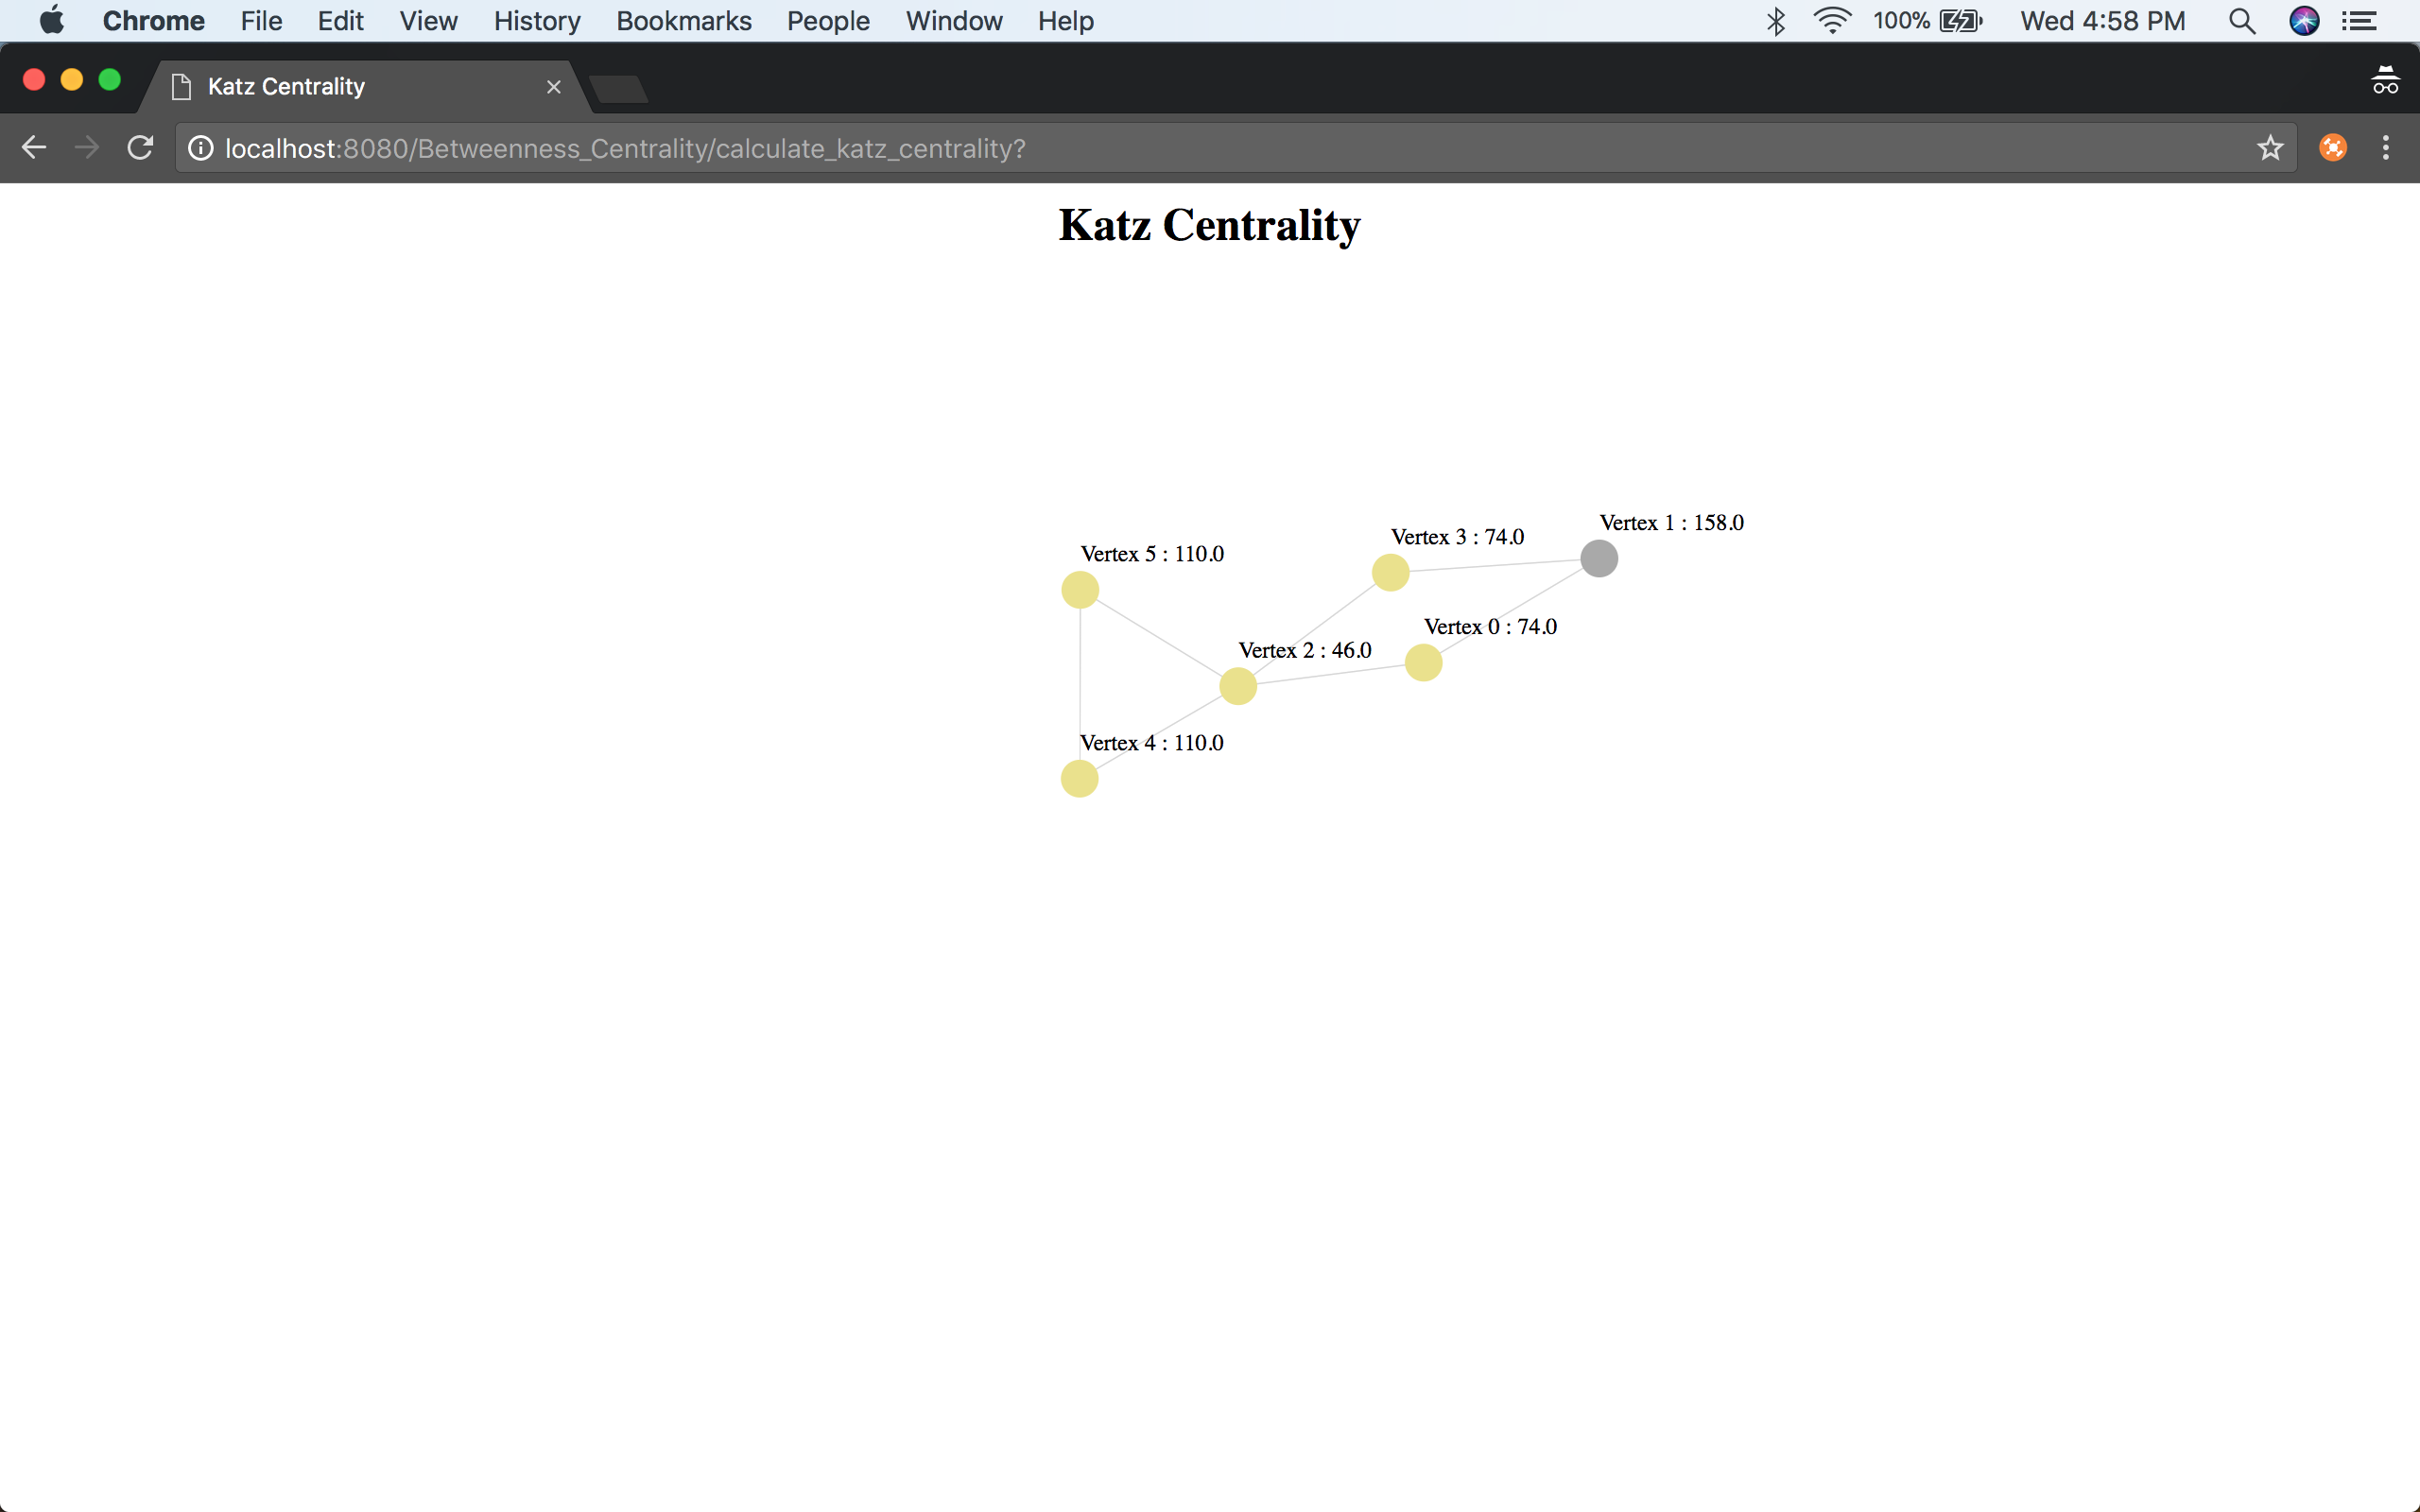 Chrome File Edit View History Bookmarks People Window Help 100% Wed 4:58 PM
Katz Centrality
localhost:8080/Betweenness_Centrality/calculate_katz_centrality?
Katz Centrality
Vertex 1 : 158.0
Vertex 3 : 74.0
Vertex 5 : 110.0
Vertex 0 : 74.0
Vertex 2 : 46.0
Vertex 4 : 110.0